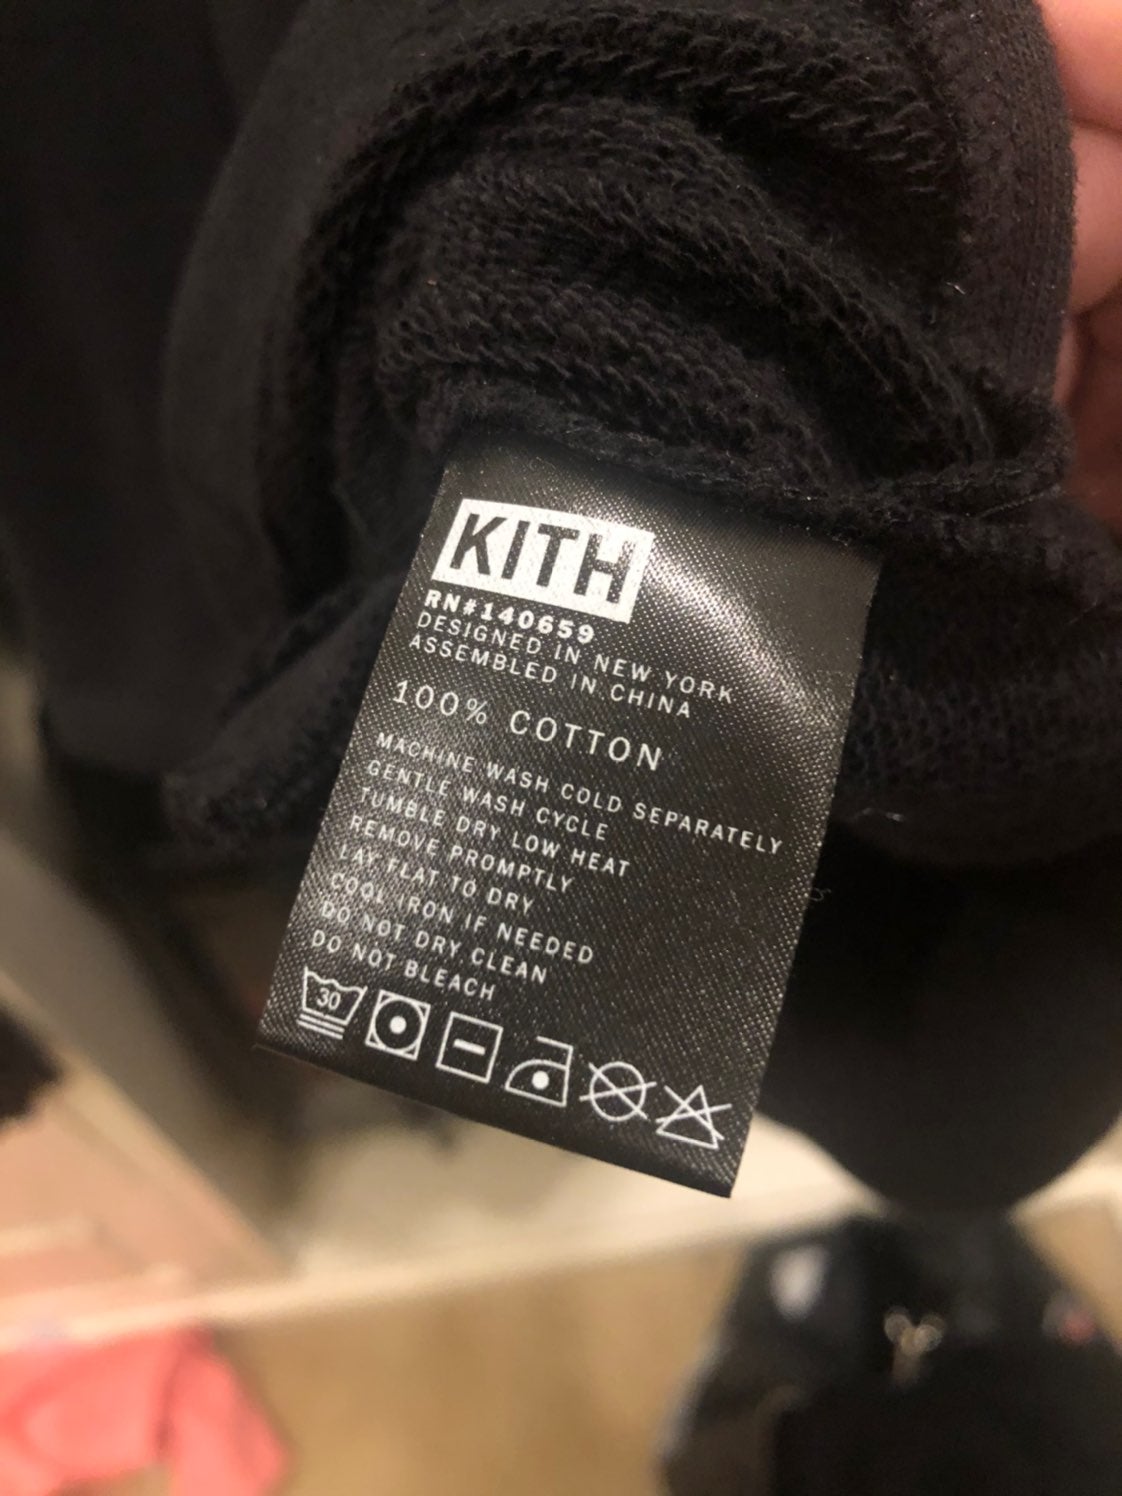 KITH
RN#140659
DESIGNED IN NEW YORK
ASSEMBLED IN CHINA
100% COTTON
MACHINE WASH COLD SEPARATELY
GENTLE WASH CYCLE
TUMBLE DRY LOW HEAT
REMOVE PROMPTLY
LAY FLAT TO DRY
COOL IRON IF NEEDED
DO NOT DRY CLEAN
DO NOT BLEACH
30